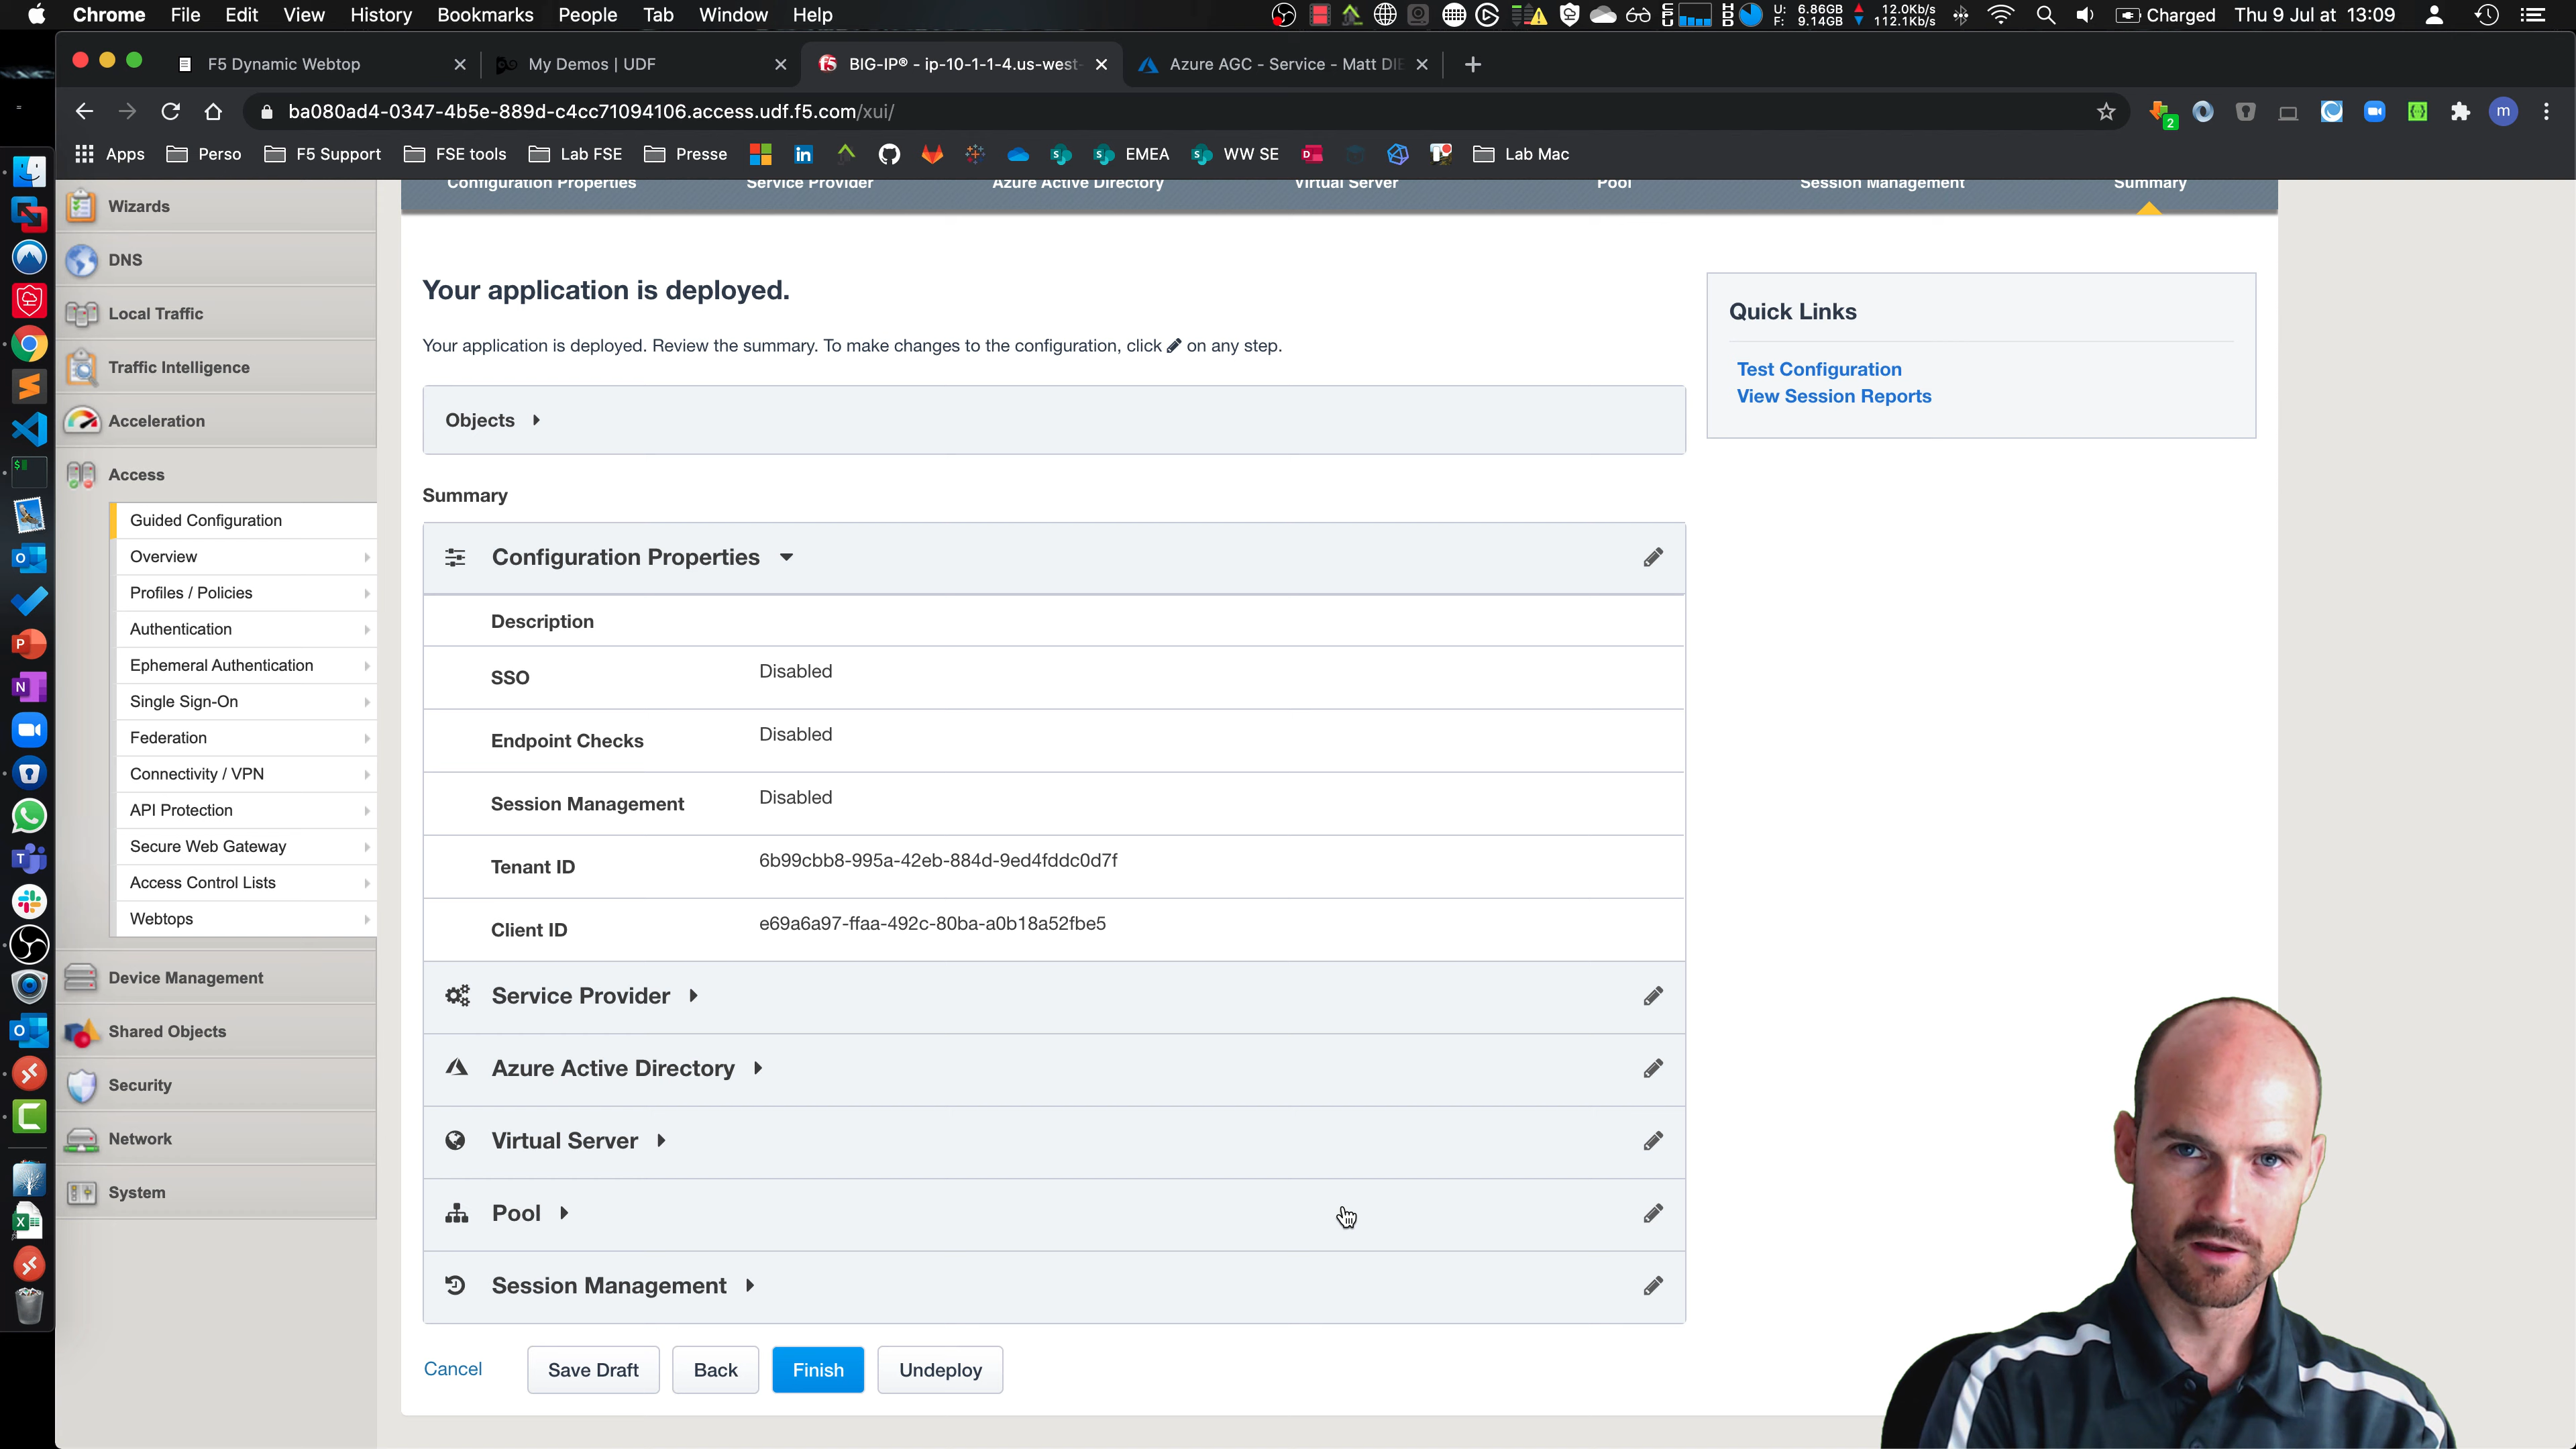 Chrome File Edit View History Bookmarks People Tab Window Help
U: 6.86GB 12.0Kb/s
F: 9.14GB 112.1Kb/s
Charged Thu 9 Jul at 13:09
F5 Dynamic Webtop
My Demos | UDF
BIG-IP® - ip-10-1-1-4.us-west-
Azure AGC - Service - Matt DIE
ba080ad4-0347-4b5e-889d-c4cc71094106.access.udf.f5.com/xui/
2
m
Apps Perso F5 Support FSE tools Lab FSE Presse EMEA WW SE Lab Mac
Configuration Properties Service Provider Azure Active Directory Virtual Server Pool Session Management Summary
Wizards
DNS
Local Traffic
Traffic Intelligence
Acceleration
Access
Guided Configuration
Overview
Profiles / Policies
Authentication
Ephemeral Authentication
Single Sign-On
Federation
Connectivity / VPN
API Protection
Secure Web Gateway
Access Control Lists
Webtops
Device Management
Shared Objects
Security
Network
System
Your application is deployed.
Your application is deployed. Review the summary. To make changes to the configuration, click on any step.
Objects
Summary
Configuration Properties
Description
SSO Disabled
Endpoint Checks Disabled
Session Management Disabled
Tenant ID 6b99cbb8-995a-42eb-884d-9ed4fddc0d7f
Client ID e69a6a97-ffaa-492c-80ba-a0b18a52fbe5
Service Provider
Azure Active Directory
Virtual Server
Pool
Session Management
Cancel Save Draft Back Finish Undeploy
Quick Links
Test Configuration
View Session Reports